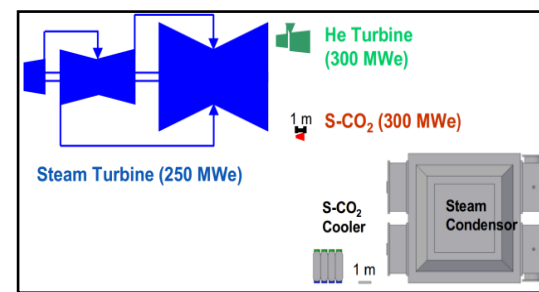 He Turbine
(300 MWe)
1 m
S-CO₂ (300 MWe)
Steam Turbine (250 MWe)
S-CO₂
Cooler
1 m
Steam
Condensor